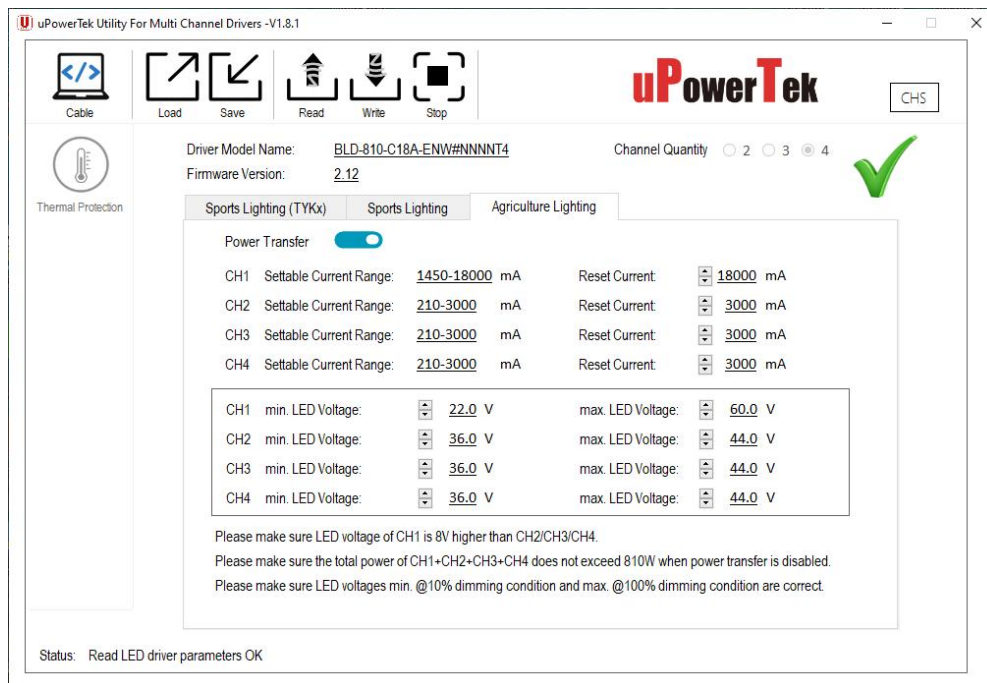 uPowerTek Utility For Multi Channel Drivers -V1.8.1
Cable Load Save Read Write Stop
uPowerTek
CHS
Thermal Protection
Driver Model Name: BLD-810-C18A-ENW#NNNNT4 Channel Quantity 2 3 4
Firmware Version: 2.12
Sports Lighting (TYKx) Sports Lighting Agriculture Lighting
Power Transfer
CH1 Settable Current Range: 1450-18000 mA Reset Current: 18000 mA
CH2 Settable Current Range: 210-3000 mA Reset Current: 3000 mA
CH3 Settable Current Range: 210-3000 mA Reset Current: 3000 mA
CH4 Settable Current Range: 210-3000 mA Reset Current: 3000 mA
CH1 min. LED Voltage: 22.0 V max. LED Voltage: 60.0 V
CH2 min. LED Voltage: 36.0 V max. LED Voltage: 44.0 V
CH3 min. LED Voltage: 36.0 V max. LED Voltage: 44.0 V
CH4 min. LED Voltage: 36.0 V max. LED Voltage: 44.0 V
Please make sure LED voltage of CH1 is 8V higher than CH2/CH3/CH4.
Please make sure the total power of CH1+CH2+CH3+CH4 does not exceed 810W when power transfer is disabled.
Please make sure LED voltages min. @10% dimming condition and max. @100% dimming condition are correct.
Status: Read LED driver parameters OK